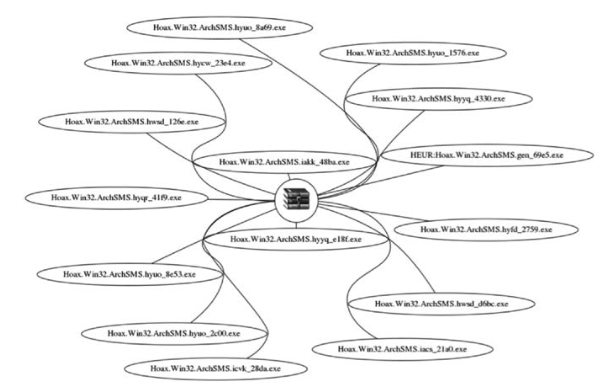 Hoax.Win32.ArchSMS.hyuo_8a69.exe
Hoax.Win32.ArchSMS.hyuo_1576.exe
Hoax.Win32.ArchSMS.hycw_23e4.exe
Hoax.Win32.ArchSMS.hyyq_4330.exe
Hoax.Win32.ArchSMS.hwsd_126e.exe
HEUR:Hoax.Win32.ArchSMS.gen_69e5.exe
Hoax.Win32.ArchSMS.iakk_48ba.exe
Hoax.Win32.ArchSMS.hyqr_41f9.exe
Hoax.Win32.ArchSMS.hyfd_2759.exe
Hoax.Win32.ArchSMS.hyyq_e18f.exe
Hoax.Win32.ArchSMS.hyuo_8e53.exe
Hoax.Win32.ArchSMS.hwsd_d6bc.exe
Hoax.Win32.ArchSMS.hyuo_2c00.exe
Hoax.Win32.ArchSMS.iacs_21a0.exe
Hoax.Win32.ArchSMS.icvk_28da.exe